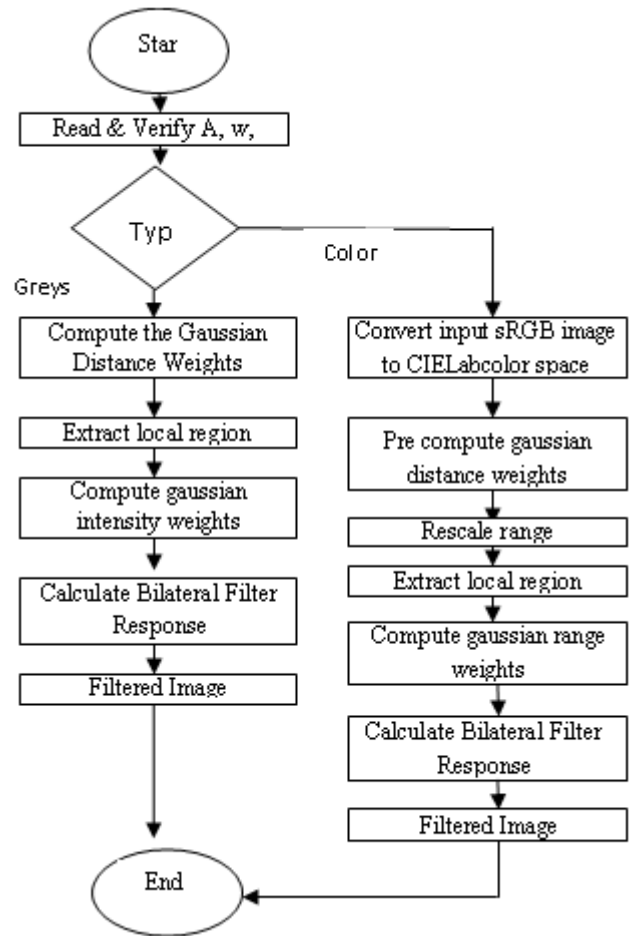 Star
Read & Verify A, w,
Typ
Color
Greys
Compute the Gaussian
Distance Weights
Extract local region
Compute gaussian
intensity weights
Calculate Bilateral Filter
Response
Filtered Image
Convert input sRGB image
to CIELabcolor space
Pre compute gaussian
distance weights
Rescale range
Extract local region
Compute gaussian range
weights
Calculate Bilateral Filter
Response
Filtered Image
End